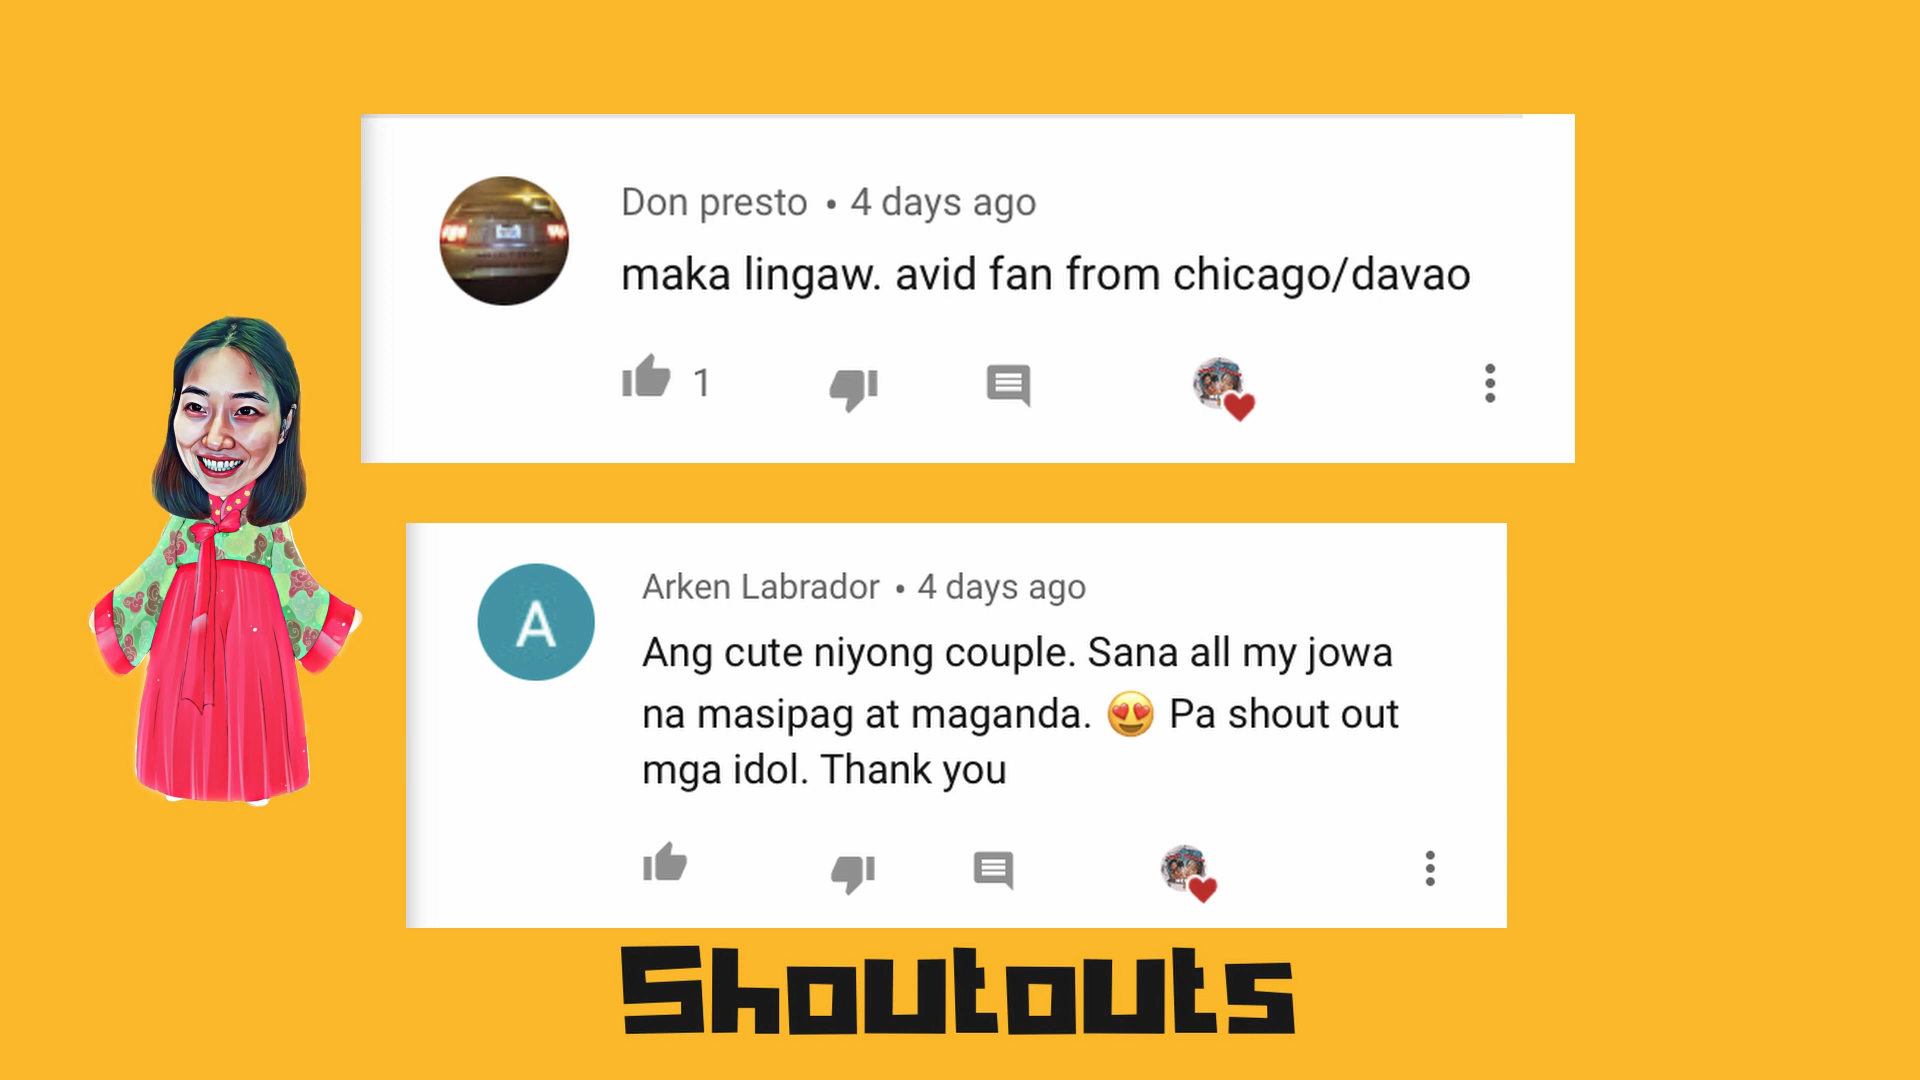 Don presto • 4 days ago
maka lingaw. avid fan from chicago/davao
1
A
Arken Labrador • 4 days ago
Ang cute niyong couple. Sana all my jowa
na masipag at maganda. 😍 Pa shout out
mga idol. Thank you
Shoutouts